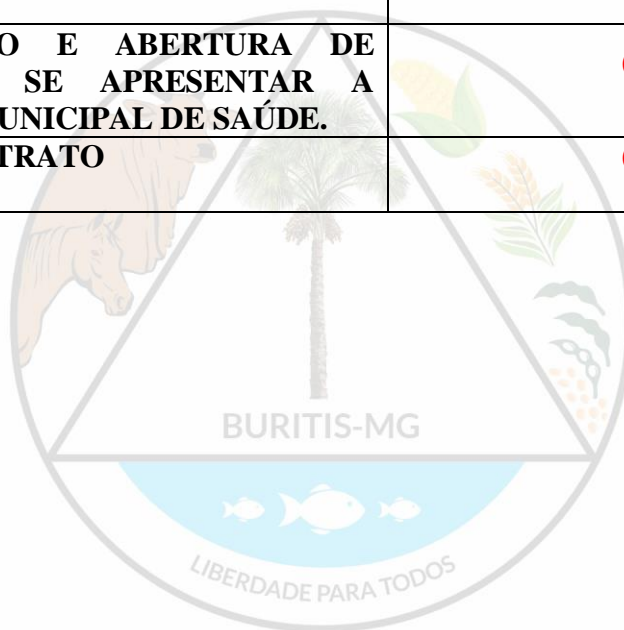 O E ABERTURA DE
SE APRESENTAR A
UNICIPAL DE SAÚDE.
TRATO
BURITIS-MG
LIBERDADE PARA TODOS